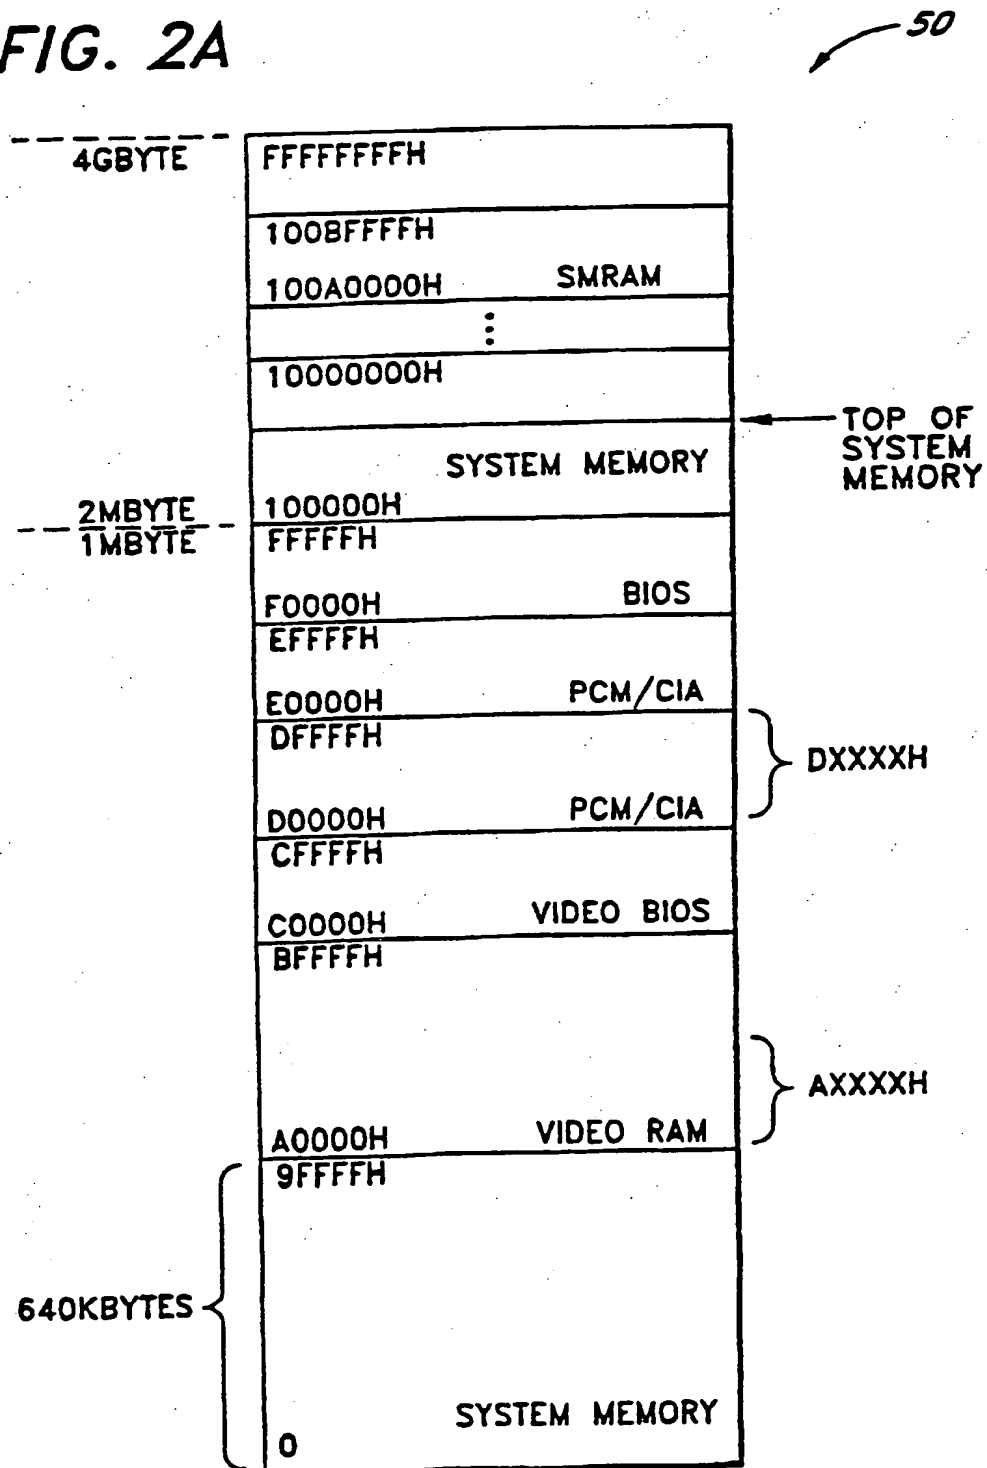 FIG. 2A
50
4GBYTE
FFFFFFFFH
100BFFFFH
100A0000H SMRAM
10000000H
TOP OF
SYSTEM
MEMORY
SYSTEM MEMORY
2MBYTE 100000H
1MBYTE FFFFFH
F0000H BIOS
EFFFFH
E0000H PCM/CIA
DFFFFH
DXXXXH
D0000H PCM/CIA
CFFFFH
C0000H VIDEO BIOS
BFFFFH
AXXXXH
A0000H VIDEO RAM
9FFFFH
640KBYTES
SYSTEM MEMORY
0